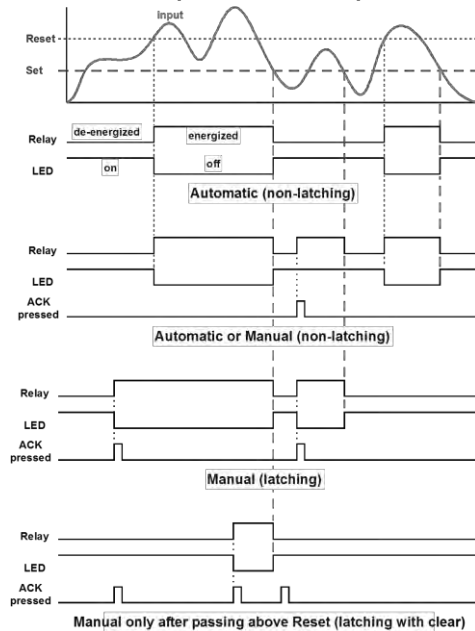 Input
Reset
Set
de-energized
energized
Relay
LED
on
off
Automatic (non-latching)
Relay
LED
ACK
pressed
Automatic or Manual (non-latching)
Relay
LED
ACK
pressed
Manual (latching)
Relay
LED
ACK
pressed
Manual only after passing above Reset (latching with clear)